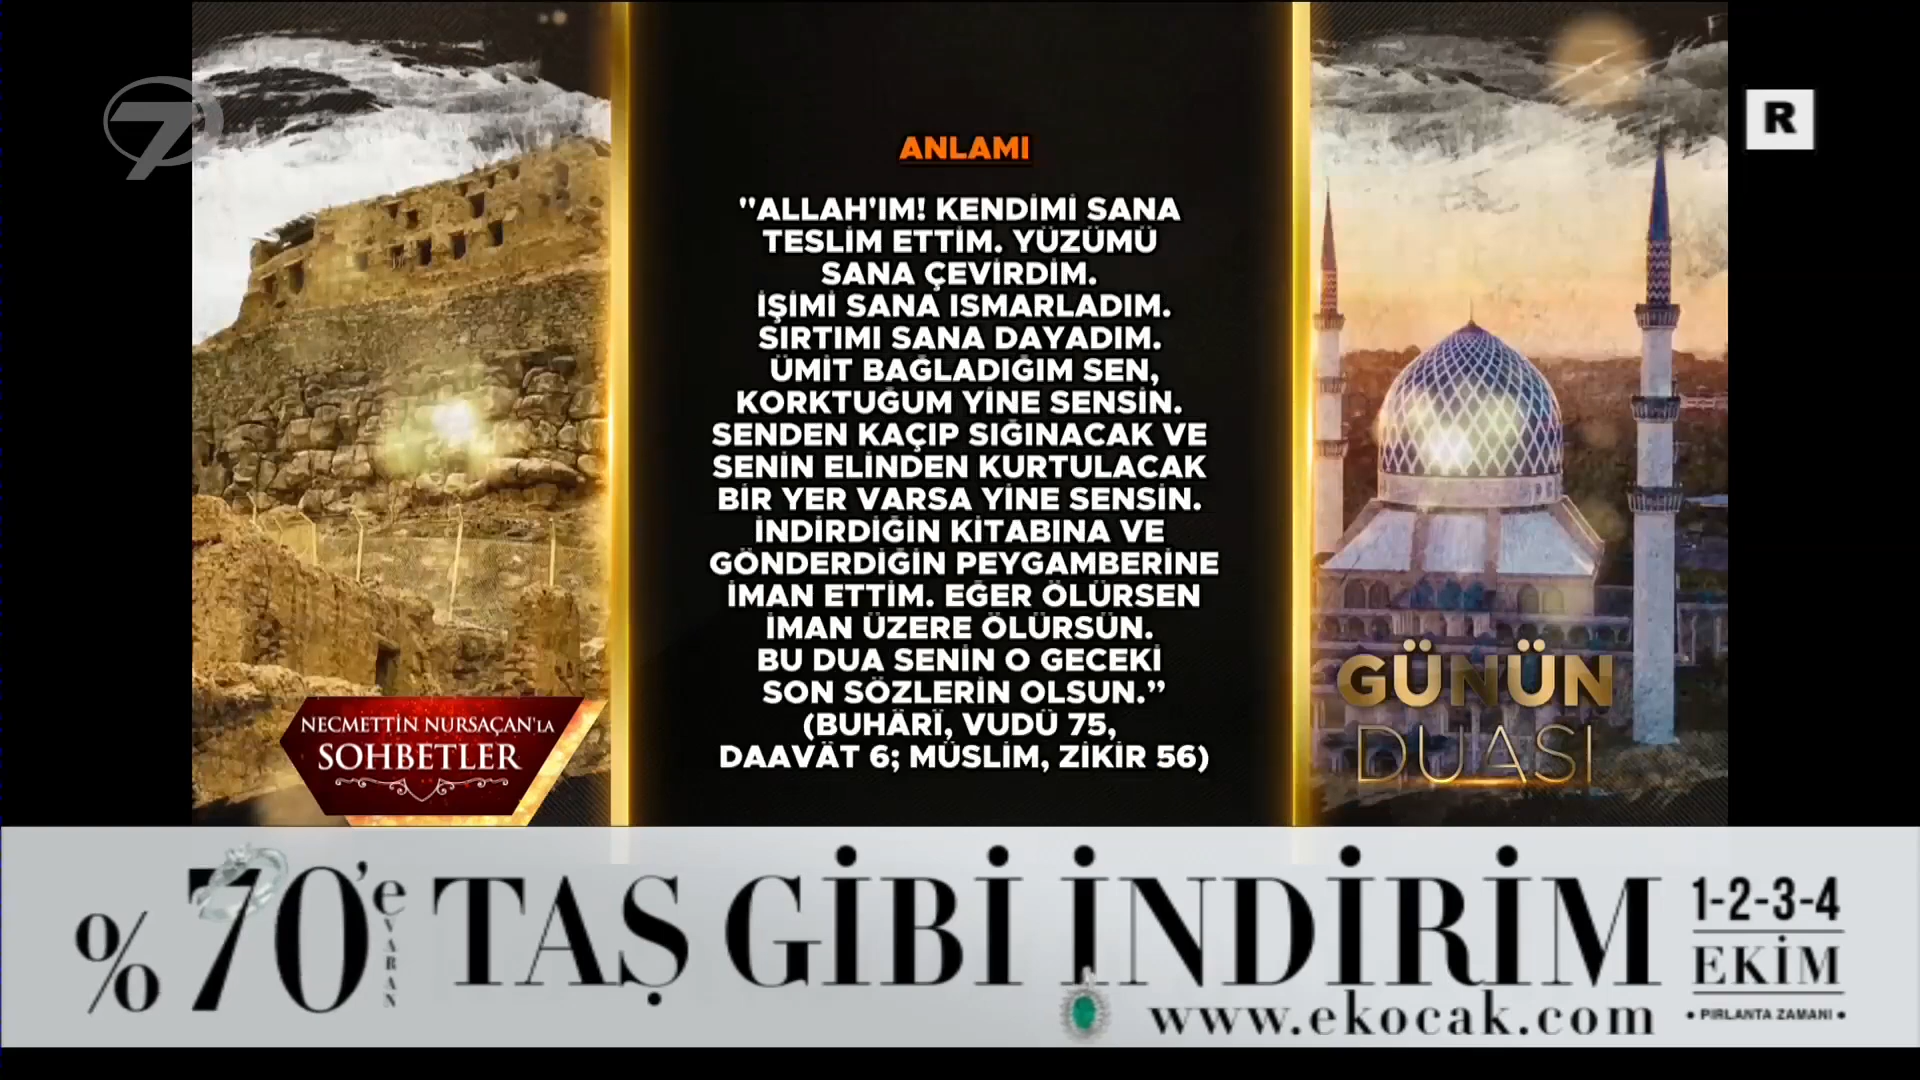 7
R
ANLAMI
"ALLAH'IM! KENDİMİ SANA
TESLİM ETTİM. YÜZÜMÜ
SANA ÇEVİRDİM.
İŞİMİ SANA ISMARLADIM.
SIRTIMI SANA DAYADIM.
ÜMİT BAĞLADIĞIM SEN,
KORKTUĞUM YİNE SENSİN.
SENDEN KAÇIP SIĞINACAK VE
SENİN ELİNDEN KURTULACAK
BİR YER VARSA YİNE SENSİN.
İNDİRDİĞİN KİTABINA VE
GÖNDERDİĞİN PEYGAMBERİNE
İMAN ETTİM. EĞER ÖLÜRSEN
İMAN ÜZERE ÖLÜRSÜN.
BU DUA SENİN O GECEKİ
SON SÖZLERİN OLSUN.”
(BUHÂRÎ, VUDÛ 75,
DAAVÂT 6; MÜSLİM, ZİKİR 56)
NECMETTİN NURSAÇAN'LA
SOHBETLER
GÜNÜN
DUASI
%70'e VARAN TAŞ GİBİ İNDİRİM
www.ekocak.com
1-2-3-4
EKİM
• PIRLANTA ZAMANI •